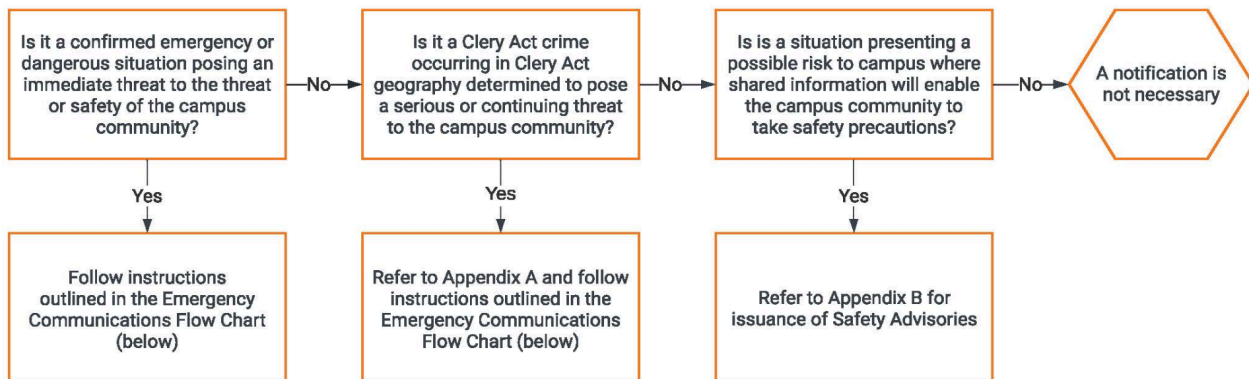 Is it a confirmed emergency or
dangerous situation posing an
immediate threat to the threat
or safety of the campus
community?
No
Is it a Clery Act crime
occurring in Clery Act
geography determined to pose
a serious or continuing threat
to the campus community?
No
Is is a situation presenting a
possible risk to campus where
shared information will enable
the campus community to
take safety precautions?
No
A notification is
not necessary
Yes
Yes
Yes
Follow instructions
outlined in the Emergency
Communications Flow Chart
(below)
Refer to Appendix A and follow
instructions outlined in the
Emergency Communications
Flow Chart (below)
Refer to Appendix B for
issuance of Safety Advisories